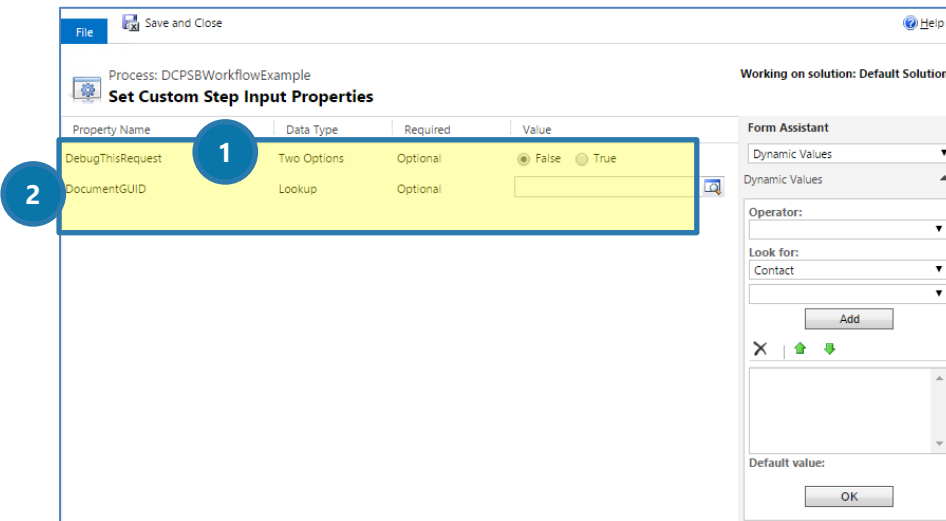 File
Save and Close
Help
Process: DCPSBWorkflowExample
Set Custom Step Input Properties
Working on solution: Default Solution
Property Name Data Type Required Value
DebugThisRequest Two Options Optional False True
DocumentGUID Lookup Optional
1
2
Form Assistant
Dynamic Values
Dynamic Values
Operator:
Look for:
Contact
Add
Default value:
OK